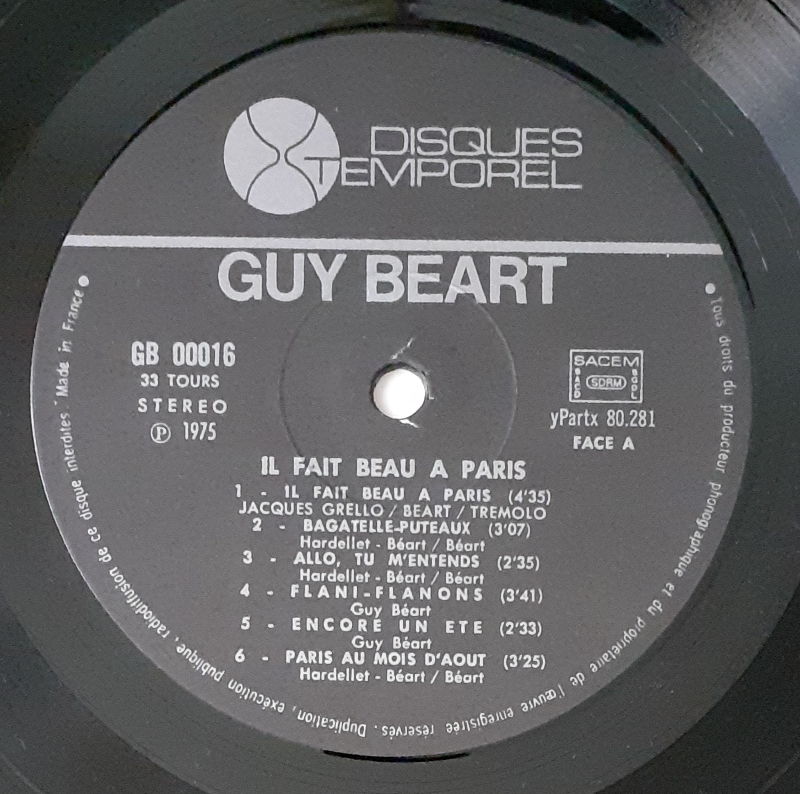 DISQUES
TEMPOREL
GUY BEART
GB 00016
33 TOURS
STEREO
Ⓟ 1975
SACEM
SACD
SDRM
SGDL
yPartx 80.281
FACE A
IL FAIT BEAU A PARIS
1 - IL FAIT BEAU A PARIS (4'35)
JACQUES GRELLO / BEART / TREMOLO
2 - BAGATELLE-PUTEAUX (3'07)
Hardellet - Béart / Béart
3 - ALLO, TU M'ENTENDS (2'35)
Hardellet - Béart / Béart
4 - FLANI-FLANONS (3'41)
Guy Béart
5 - ENCORE UN ETE (2'33)
Guy Béart
6 - PARIS AU MOIS D'AOUT (3'25)
Hardellet - Béart / Béart
• Tous droits du producteur phonographique et du propriétaire de l'œuvre enregistrée réservés. Duplication, exécution publique, radiodiffusion de ce disque interdites - Made in France •